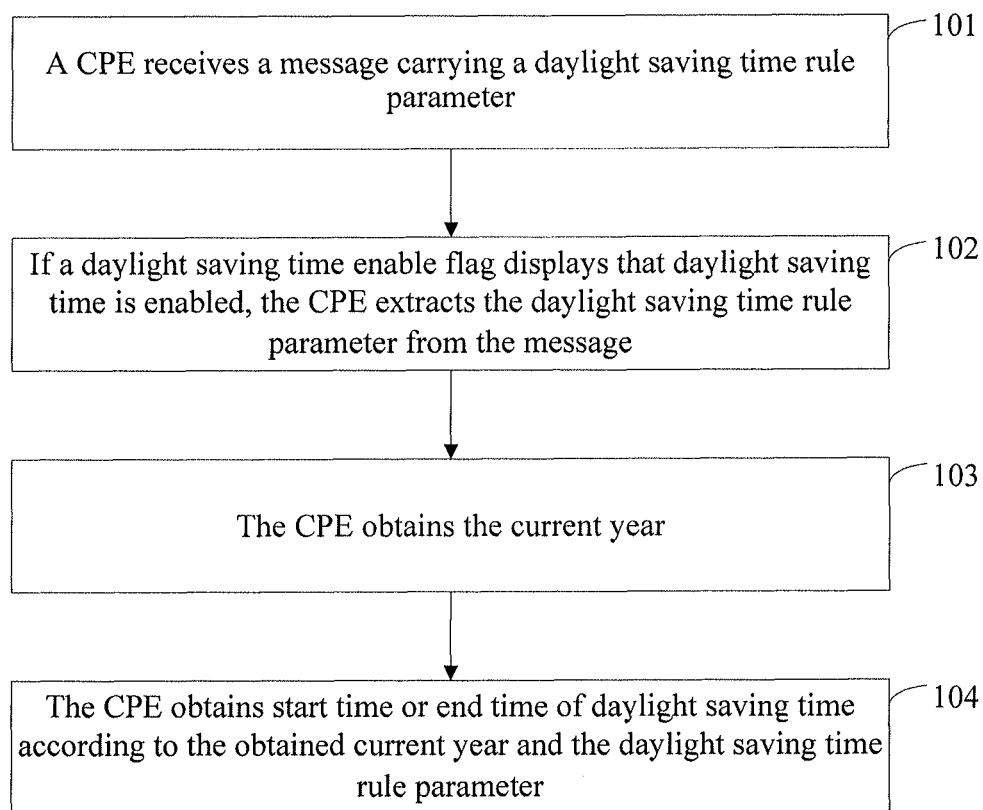 101
A CPE receives a message carrying a daylight saving time rule
parameter
102
If a daylight saving time enable flag displays that daylight saving
time is enabled, the CPE extracts the daylight saving time rule
parameter from the message
103
The CPE obtains the current year
104
The CPE obtains start time or end time of daylight saving time
according to the obtained current year and the daylight saving time
rule parameter